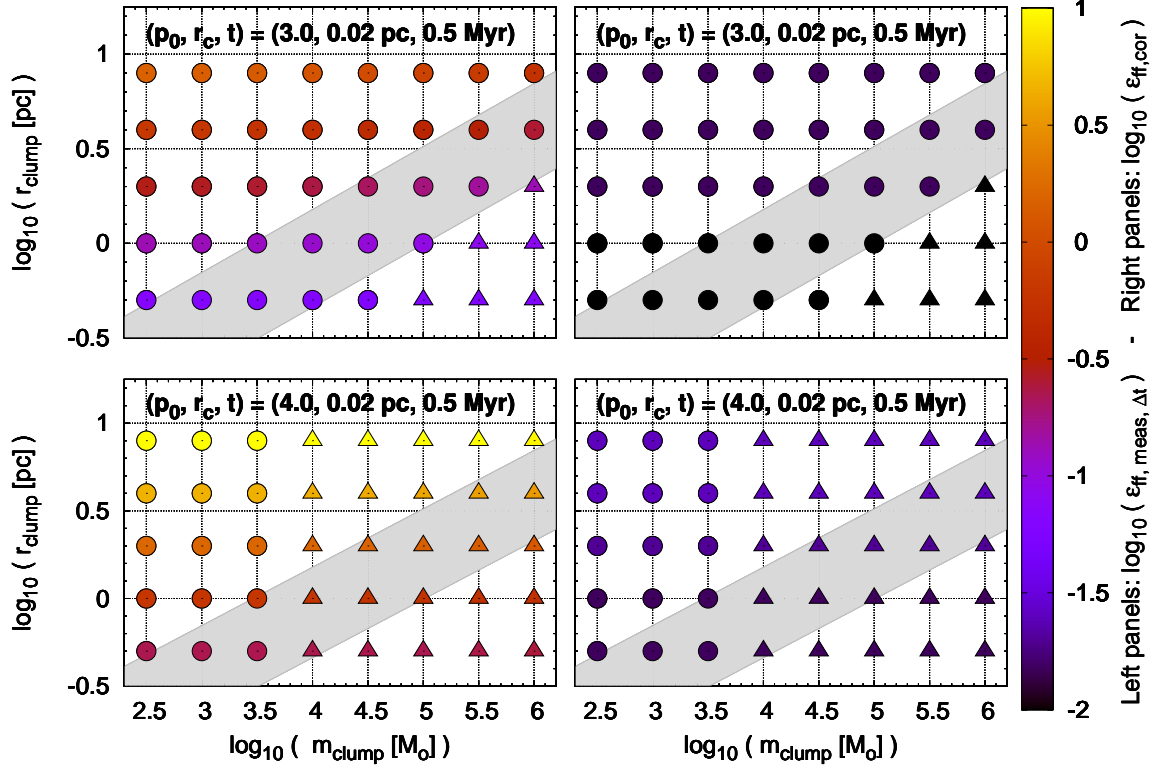 (p0, rc, t) = (3.0, 0.02 pc, 0.5 Myr)
(p0, rc, t) = (3.0, 0.02 pc, 0.5 Myr)
log10 ( rclump [pc] )
1
0.5
0
-0.5
(p0, rc, t) = (4.0, 0.02 pc, 0.5 Myr)
(p0, rc, t) = (4.0, 0.02 pc, 0.5 Myr)
log10 ( rclump [pc] )
1
0.5
0
-0.5
2.5 3 3.5 4 4.5 5 5.5 6
2.5 3 3.5 4 4.5 5 5.5 6
log10 ( mclump [Mo] )
log10 ( mclump [Mo] )
1
0.5
0
-0.5
-1
-1.5
-2
Left panels: log10 ( εff, meas, Δt ) - Right panels: log10 ( εff,cor )